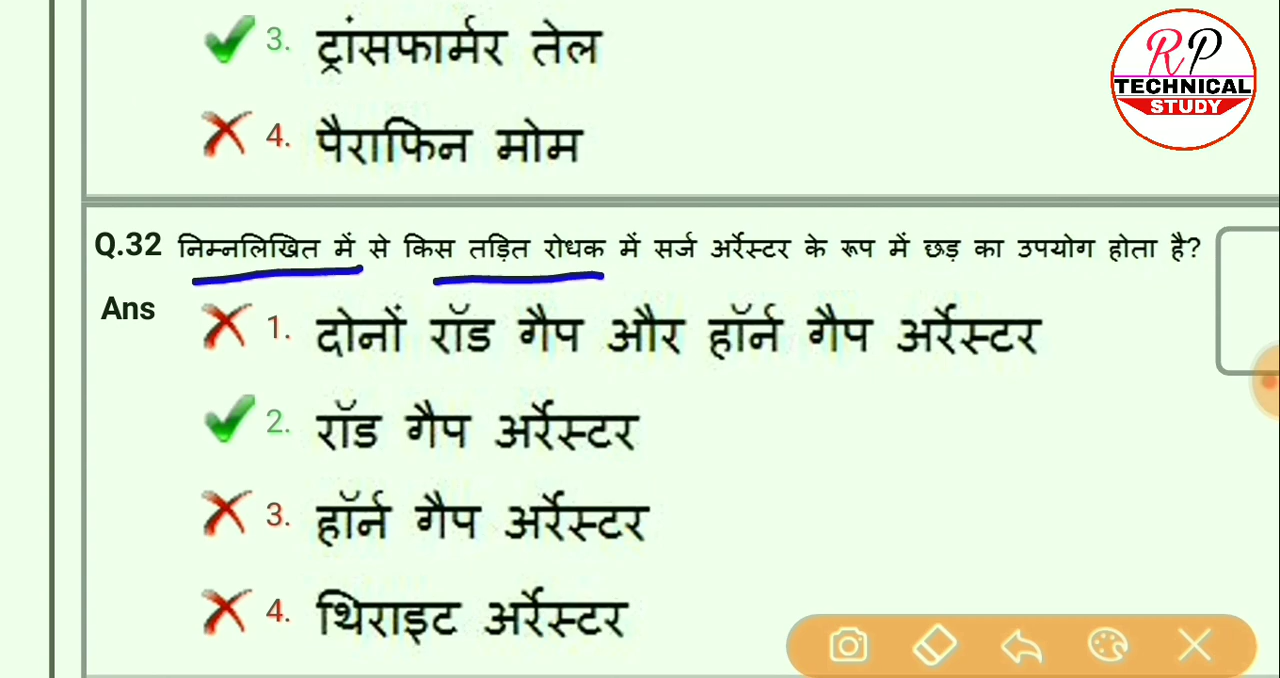 3. ट्रांसफार्मर तेल
RP
TECHNICAL
STUDY
4. पैराफिन मोम
Q.32 निम्नलिखित में से किस तड़ित रोधक में सर्ज अर्रेस्टर के रूप में छड़ का उपयोग होता है?
Ans
1. दोनों रॉड गैप और हॉर्न गैप अर्रेस्टर
2. रॉड गैप अर्रेस्टर
3. हॉर्न गैप अर्रेस्टर
4. थिराइट अर्रेस्टर